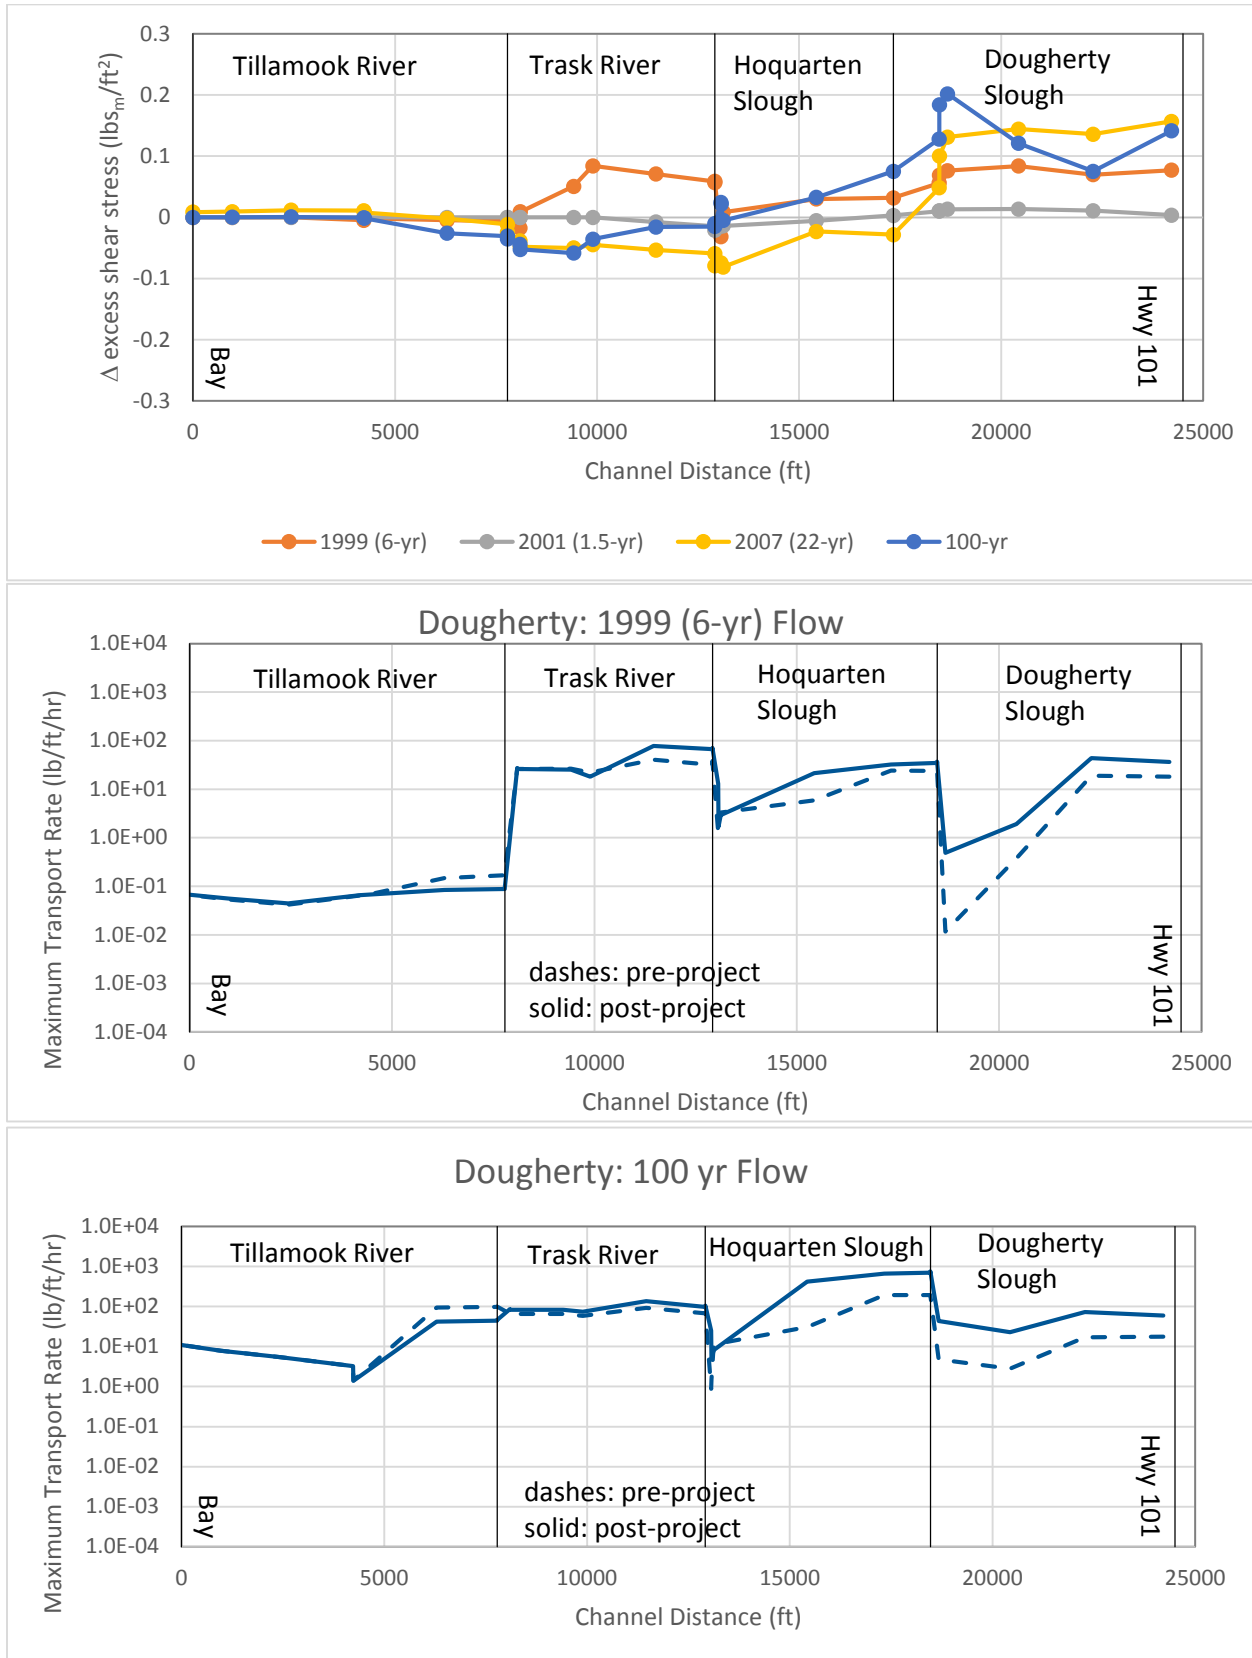 0.3
0.2
0.1
0
-0.1
-0.2
-0.3
Δ excess shear stress (lbsm/ft²)
Tillamook River
Trask River
Hoquarten
Slough
Dougherty
Slough
Bay
Hwy 101
0 5000 10000 15000 20000 25000
Channel Distance (ft)
1999 (6-yr) 2001 (1.5-yr) 2007 (22-yr) 100-yr
Dougherty: 1999 (6-yr) Flow
1.0E+04
1.0E+03
1.0E+02
1.0E+01
1.0E+00
1.0E-01
1.0E-02
1.0E-03
1.0E-04
Maximum Transport Rate (lb/ft/hr)
Tillamook River
Trask River
Hoquarten
Slough
Dougherty
Slough
Bay
dashes: pre-project
solid: post-project
Hwy 101
0 5000 10000 15000 20000 25000
Channel Distance (ft)
Dougherty: 100 yr Flow
1.0E+04
1.0E+03
1.0E+02
1.0E+01
1.0E+00
1.0E-01
1.0E-02
1.0E-03
1.0E-04
Maximum Transport Rate (lb/ft/hr)
Tillamook River
Trask River
Hoquarten Slough
Dougherty
Slough
Bay
dashes: pre-project
solid: post-project
Hwy 101
0 5000 10000 15000 20000 25000
Channel Distance (ft)